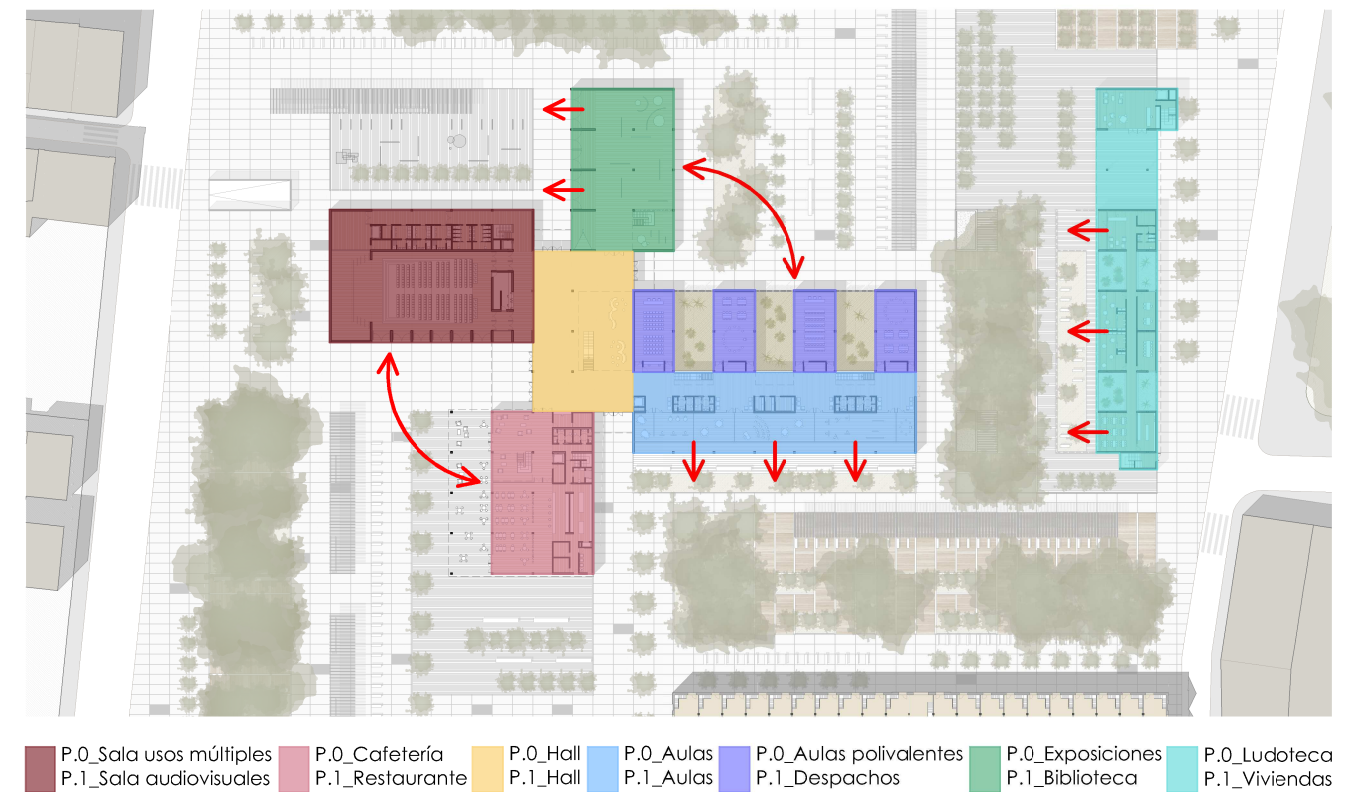 P.0_Sala usos múltiples
P.1_Sala audiovisuales
P.0_Cafetería
P.1_Restaurante
P.0_Hall
P.1_Hall
P.0_Aulas
P.1_Aulas
P.0_Aulas polivalentes
P.1_Despachos
P.0_Exposiciones
P.1_Biblioteca
P.0_Ludoteca
P.1_Viviendas